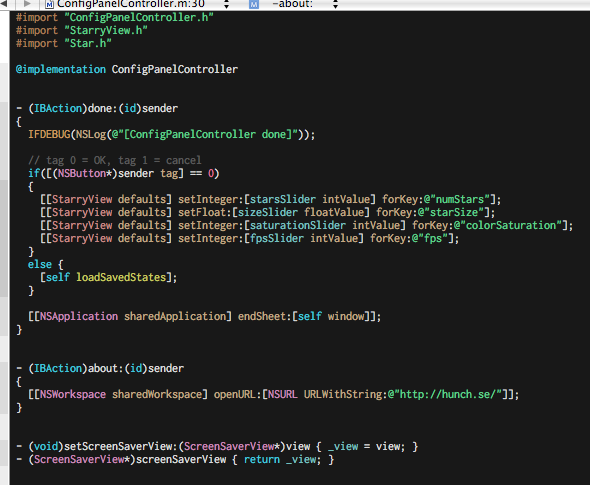 ConfigPanelController.m:30 M -about:
#import "ConfigPanelController.h"
#import "StarryView.h"
#import "Star.h"
@implementation ConfigPanelController
- (IBAction)done:(id)sender
{
IFDEBUG(NSLog(@"[ConfigPanelController done]"));
// tag 0 = OK, tag 1 = cancel
if([(NSButton*)sender tag] == 0)
{
[[StarryView defaults] setInteger:[starsSlider intValue] forKey:@"numStars"];
[[StarryView defaults] setFloat:[sizeSlider floatValue] forKey:@"starSize"];
[[StarryView defaults] setInteger:[saturationSlider intValue] forKey:@"colorSaturation"];
[[StarryView defaults] setInteger:[fpsSlider intValue] forKey:@"fps"];
}
else {
[self loadSavedStates];
}
[[NSApplication sharedApplication] endSheet:[self window]];
}
- (IBAction)about:(id)sender
{
[[NSWorkspace sharedWorkspace] openURL:[NSURL URLWithString:@"http://hunch.se/"]];
}
- (void)setScreenSaverView:(ScreenSaverView*)view { _view = view; }
- (ScreenSaverView*)screenSaverView { return _view; }